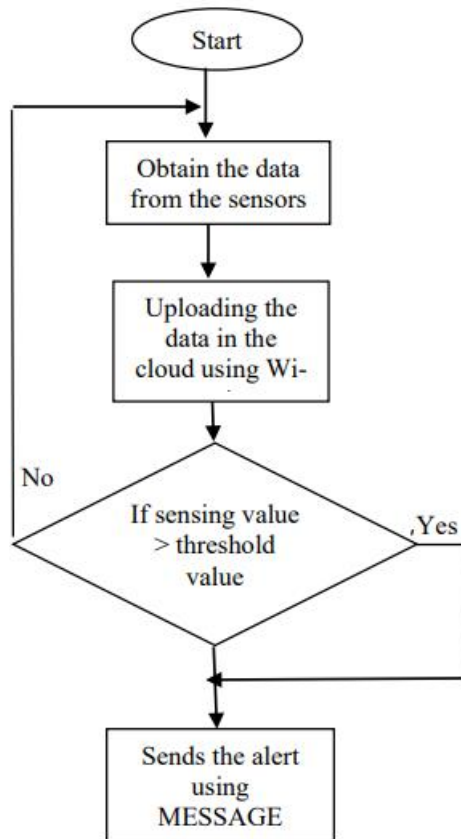 Start
Obtain the data
from the sensors
Uploading the
data in the
cloud using Wi-
No
If sensing value
> threshold
value
Yes
Sends the alert
using
MESSAGE